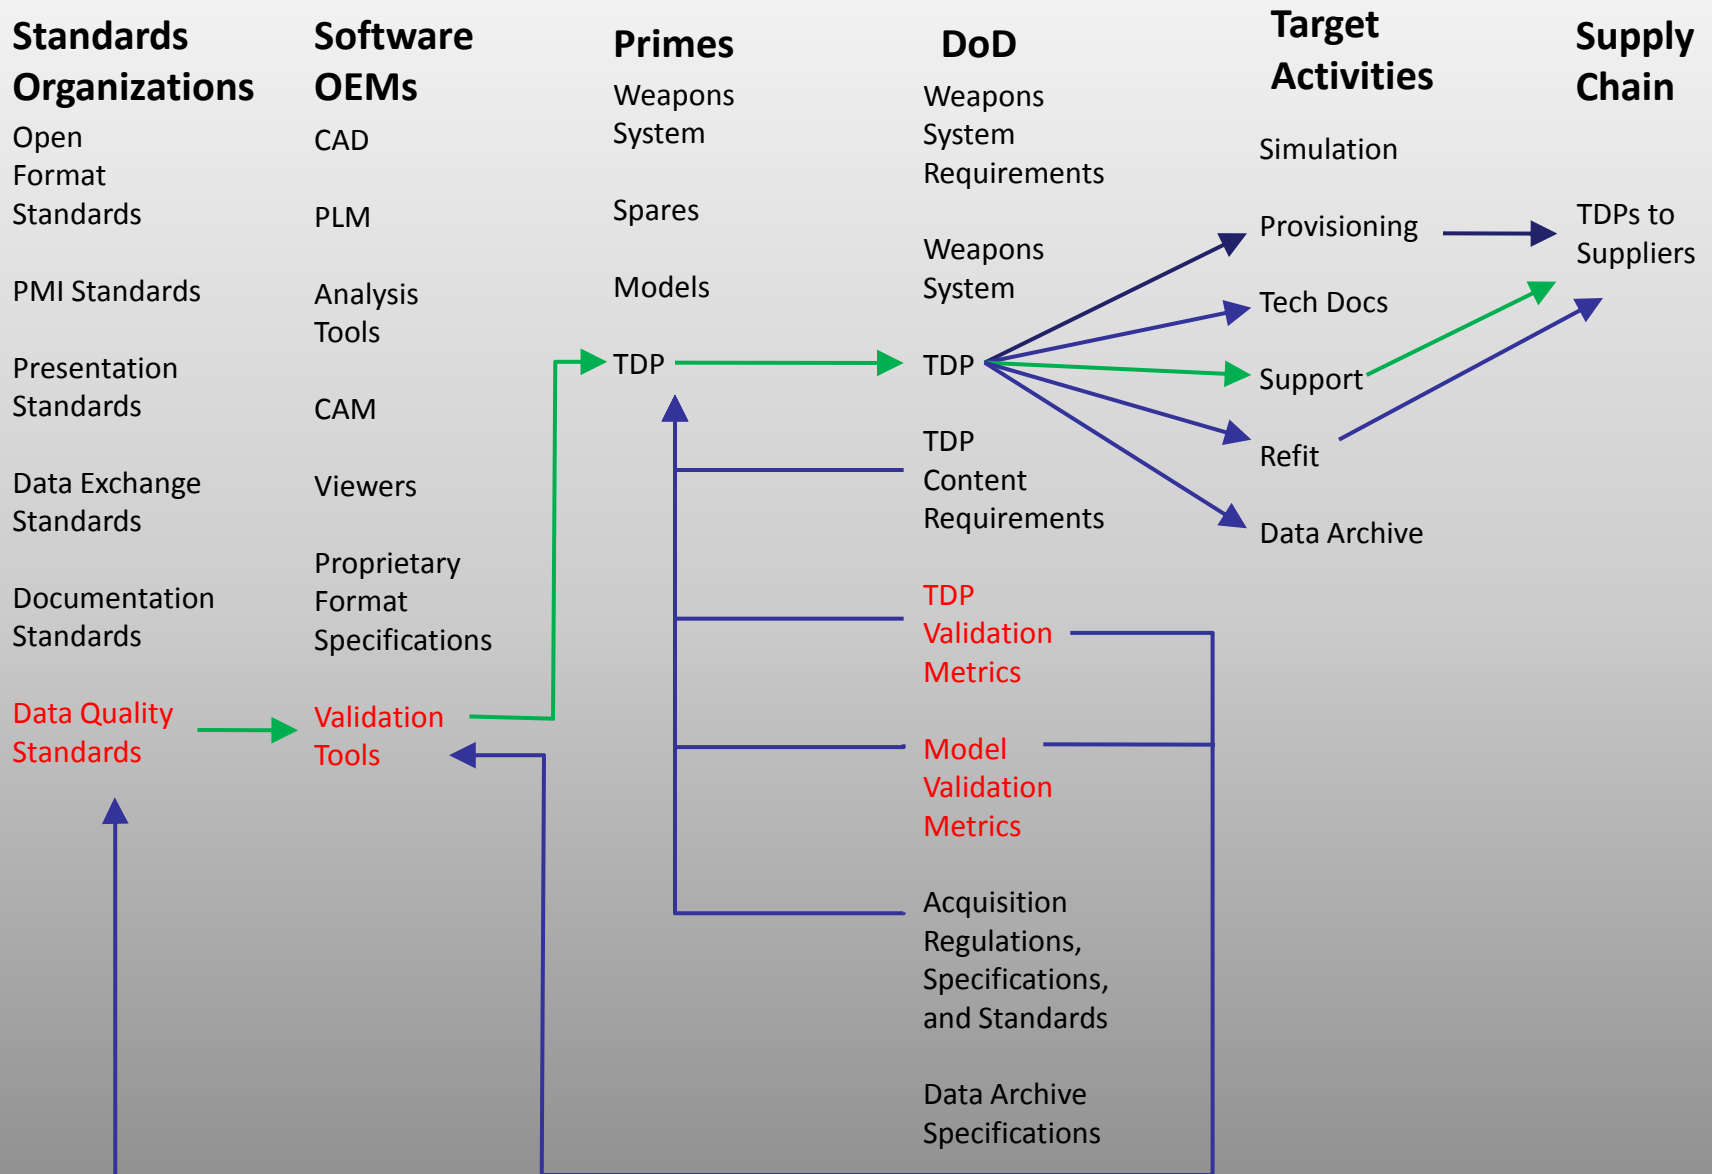 Standards
Organizations
Open
Format
Standards
PMI Standards
Presentation
Standards
Data Exchange
Standards
Documentation
Standards
Data Quality
Standards
Software
OEMs
CAD
PLM
Analysis
Tools
CAM
Viewers
Proprietary
Format
Specifications
Validation
Tools
Primes
Weapons
System
Spares
Models
TDP
DoD
Weapons
System
Requirements
Weapons
System
TDP
TDP
Content
Requirements
TDP
Validation
Metrics
Model
Validation
Metrics
Acquisition
Regulations,
Specifications,
and Standards
Data Archive
Specifications
Target
Activities
Simulation
Provisioning
Tech Docs
Support
Refit
Data Archive
Supply
Chain
TDPs to
Suppliers